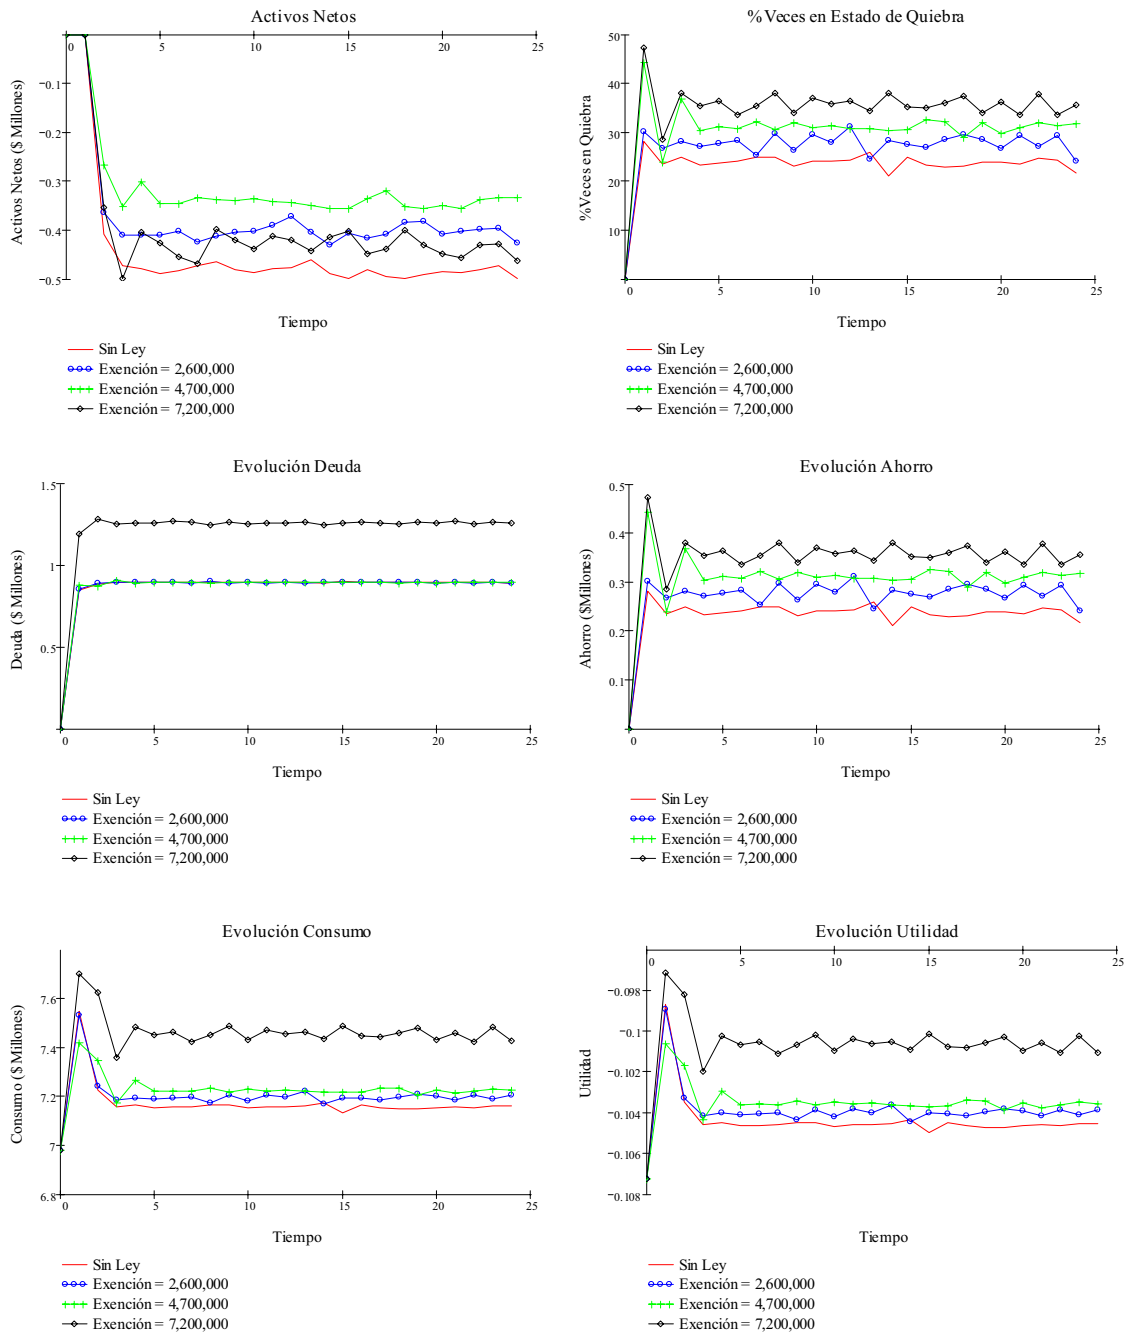 Activos Netos
0 5 10 15 20 25
−0.1
−0.2
−0.3
−0.4
−0.5
Activos Netos ($ Millones)
Tiempo
Sin Ley
Exención = 2,600,000
Exención = 4,700,000
Exención = 7,200,000
%Veces en Estado de Quiebra
50
40
30
20
10
0 5 10 15 20 25
%Veces en Quiebra
Tiempo
Sin Ley
Exención = 2,600,000
Exención = 4,700,000
Exención = 7,200,000
Evolución Deuda
1.5
1
0.5
0 5 10 15 20 25
Deuda ($ Millones)
Tiempo
Sin Ley
Exención = 2,600,000
Exención = 4,700,000
Exención = 7,200,000
Evolución Ahorro
0.5
0.4
0.3
0.2
0.1
0 5 10 15 20 25
Ahorro ($Millones)
Tiempo
Sin Ley
Exención = 2,600,000
Exención = 4,700,000
Exención = 7,200,000
Evolución Consumo
7.6
7.4
7.2
7
6.8
0 5 10 15 20 25
Consumo ($ Millones)
Tiempo
Sin Ley
Exención = 2,600,000
Exención = 4,700,000
Exención = 7,200,000
Evolución Utilidad
0 5 10 15 20 25
−0.098
−0.1
−0.102
−0.104
−0.106
−0.108
Utilidad
Tiempo
Sin Ley
Exención = 2,600,000
Exención = 4,700,000
Exención = 7,200,000